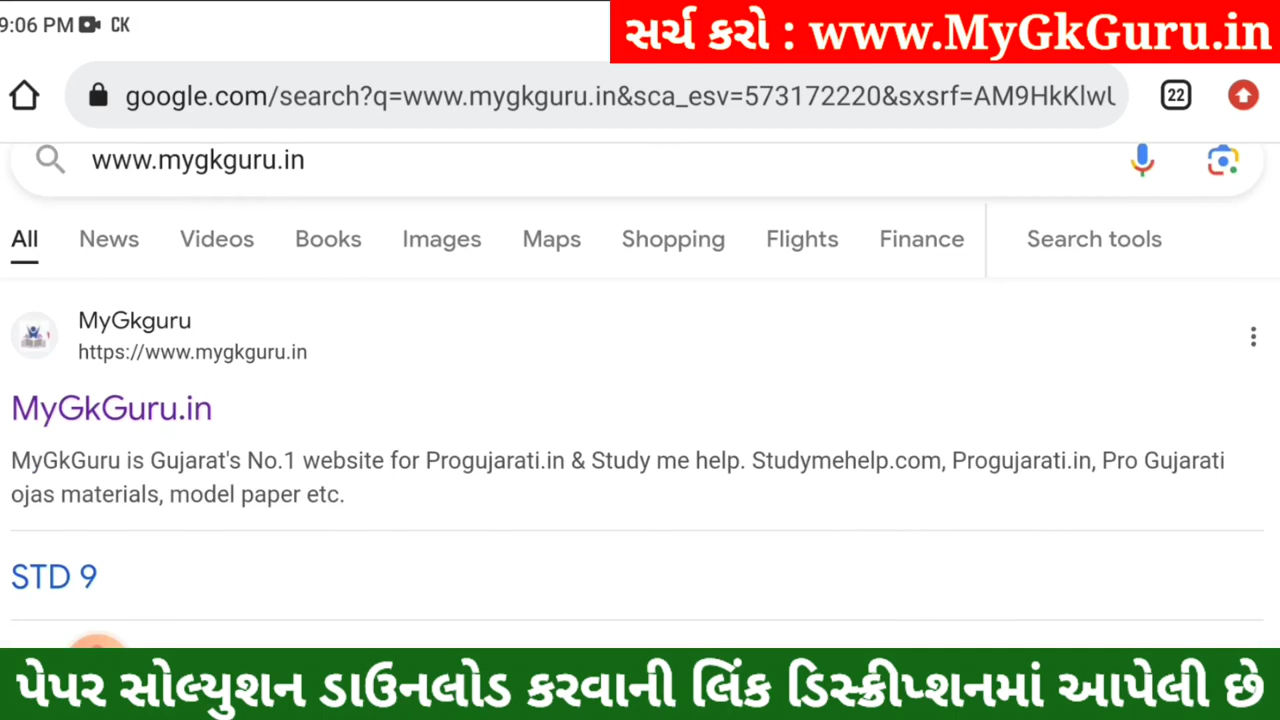 9:06 PM CK
સર્ચ કરો : www.MyGkGuru.in
google.com/search?q=www.mygkguru.in&sca_esv=573172220&sxsrf=AM9HkKlwU
22
www.mygkguru.in
All News Videos Books Images Maps Shopping Flights Finance Search tools
MyGkguru
https://www.mygkguru.in
MyGkGuru.in
MyGkGuru is Gujarat's No.1 website for Progujarati.in & Study me help. Studymehelp.com, Progujarati.in, Pro Gujarati
ojas materials, model paper etc.
STD 9
પેપર સોલ્યુશન ડાઉનલોડ કરવાની લિંક ડિસ્ક્રીપ્શનમાં આપેલી છે